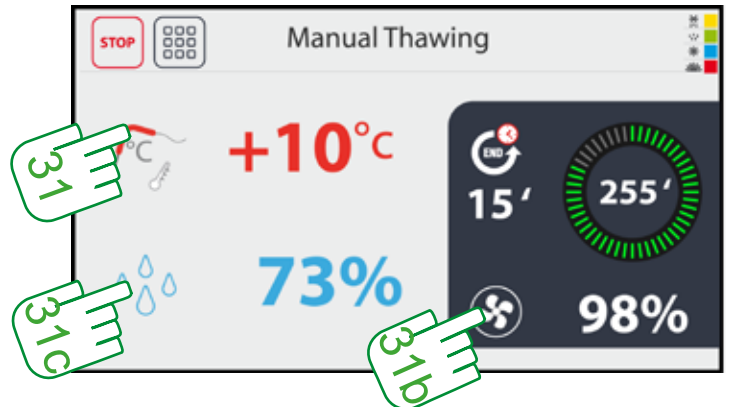 STOP Manual Thawing
°C +10°C
END
15‘ 255‘
73%
98%
31
31c
31b